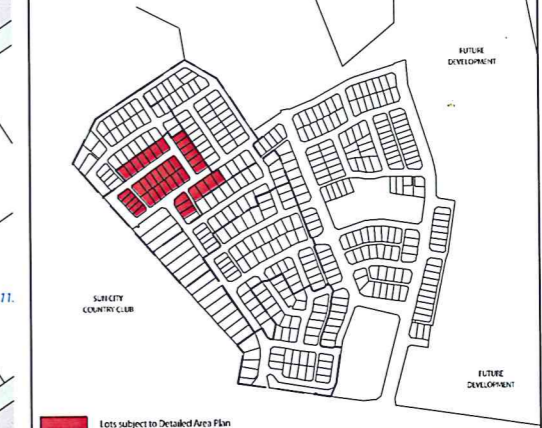 FUTURE
DEVELOPMENT
11.
SUN CITY
COUNTRY CLUB
FUTURE
DEVELOPMENT
Lots subject to Detailed Area Plan